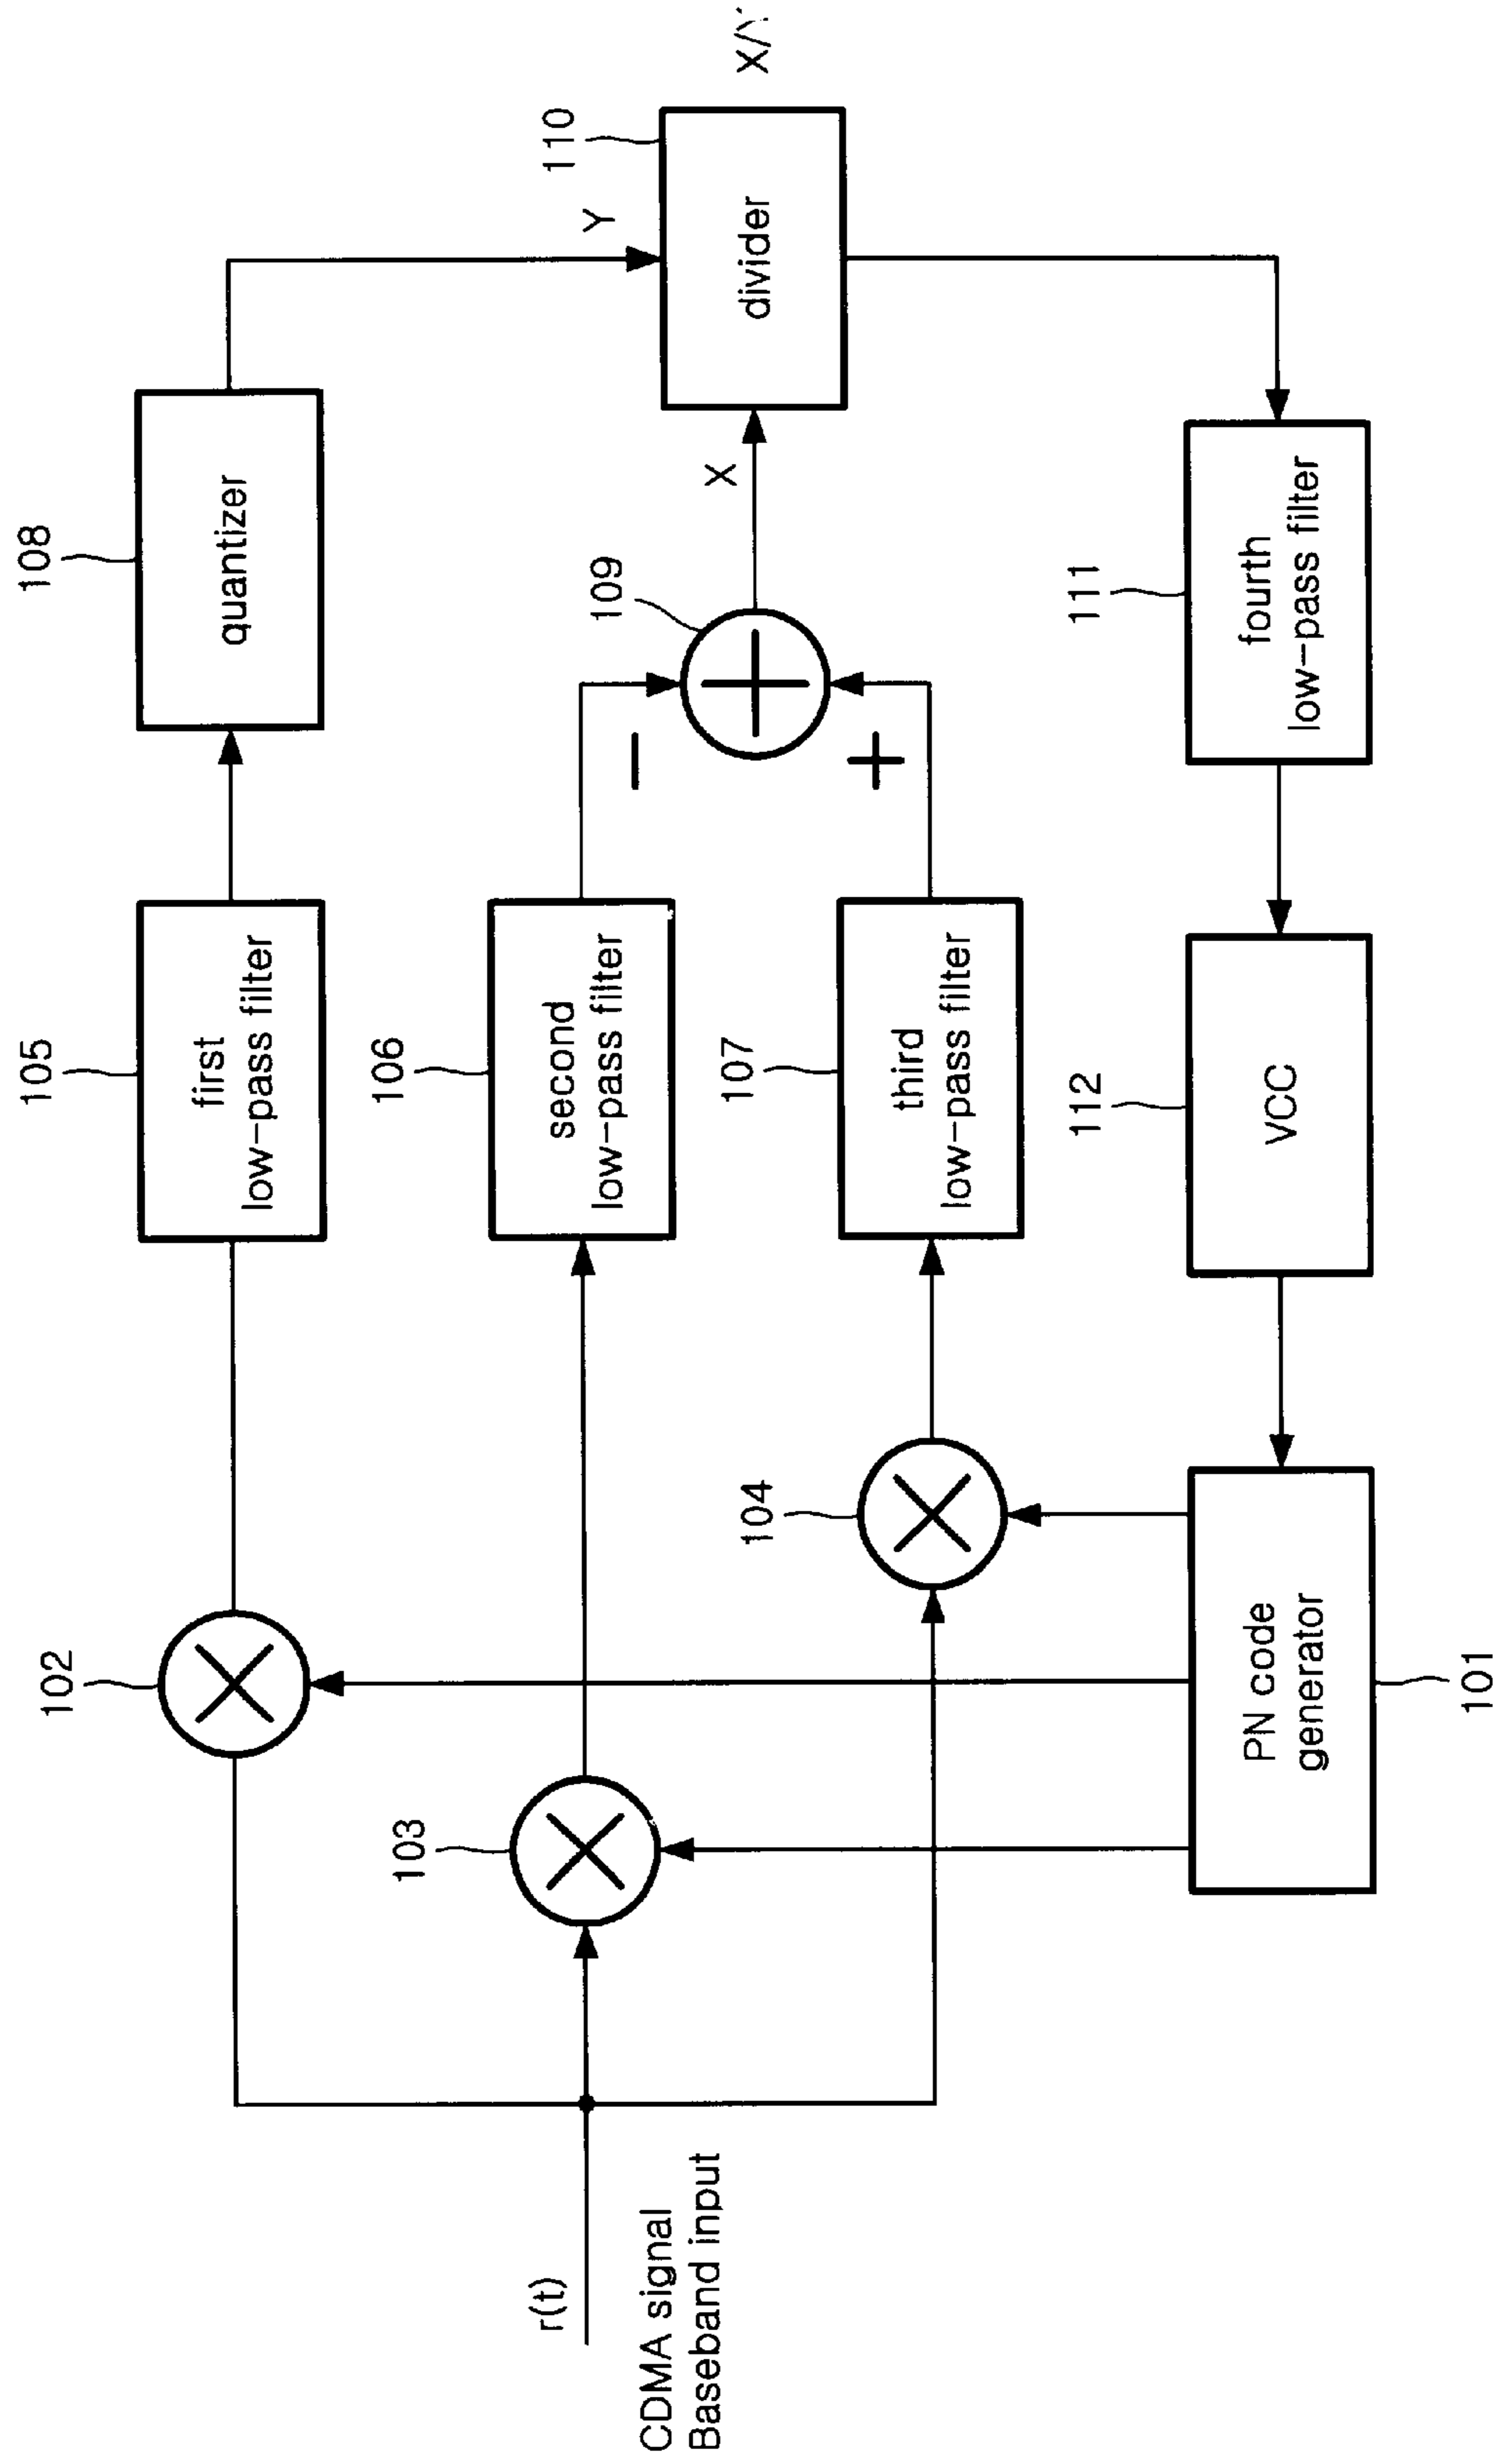 102
105
first
low-pass filter
108
quantizer
Y
103
106
second
low-pass filter
109
−
X
110
divider
X/Y
r(t)
CDMA signal
Baseband input
104
107
third
low-pass filter
+
PN code
generator
101
112
VCC
111
fourth
low-pass filter